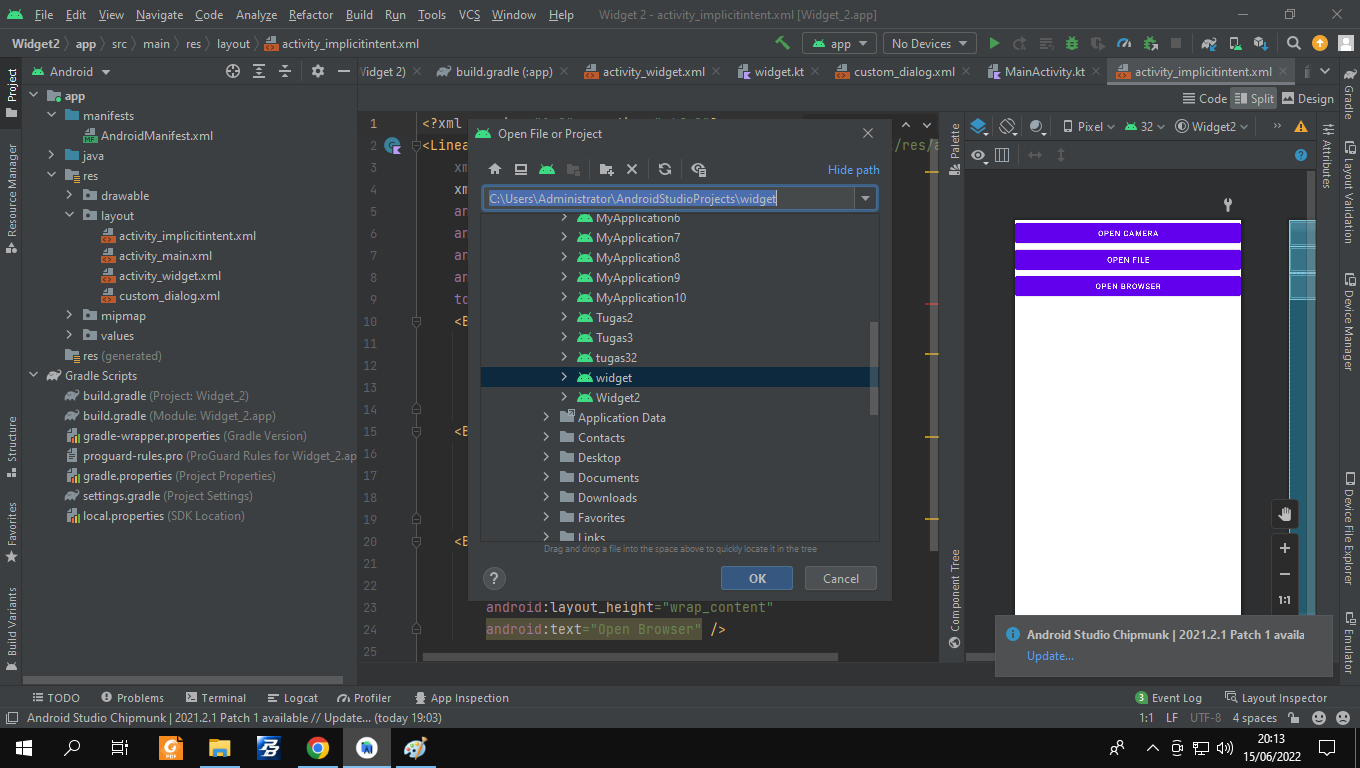 File Edit View Navigate Code Analyze Refactor Build Run Tools VCS Window Help Widget 2 - activity_implicitintent.xml [Widget_2.app]
Widget2 app src main res layout activity_implicitintent.xml app No Devices
Android Widget 2) build.gradle (:app) activity_widget.xml widget.kt custom_dialog.xml MainActivity.kt activity_implicitintent.xml
Code Split Design
Project
Resource Manager
Structure
Favorites
Build Variants
app
manifests
AndroidManifest.xml
java
res
drawable
layout
activity_implicitintent.xml
activity_main.xml
activity_widget.xml
custom_dialog.xml
mipmap
values
res (generated)
Gradle Scripts
build.gradle (Project: Widget_2)
build.gradle (Module: Widget_2.app)
gradle-wrapper.properties (Gradle Version)
proguard-rules.pro (ProGuard Rules for Widget_2.ap
gradle.properties (Project Properties)
settings.gradle (Project Settings)
local.properties (SDK Location)
1 <?xml
2 <Linea /res/a
3 xm
4 xm
5 an
6 an
7 an
8 an
9 to
10 <B
11
12
13
14
15 <B
16
17
18
19
20 <B
21
22
23 android:layout_height="wrap_content"
24 android:text="Open Browser" />
25
Open File or Project
Hide path
C:\Users\Administrator\AndroidStudioProjects\widget
MyApplication6
MyApplication7
MyApplication8
MyApplication9
MyApplication10
Tugas2
Tugas3
tugas32
widget
Widget2
Application Data
Contacts
Desktop
Documents
Downloads
Favorites
Links
Drag and drop a file into the space above to quickly locate it in the tree
? OK Cancel
Palette
Component Tree
Pixel 32 Widget2
OPEN CAMERA
OPEN FILE
OPEN BROWSER
1:1
Gradle
Attributes
Layout Validation
Device Manager
Device File Explorer
Emulator
Android Studio Chipmunk | 2021.2.1 Patch 1 availa
Update...
TODO Problems Terminal Logcat Profiler App Inspection 3 Event Log Layout Inspector
Android Studio Chipmunk | 2021.2.1 Patch 1 available // Update... (today 19:03) 1:1 LF UTF-8 4 spaces
20:13
15/06/2022